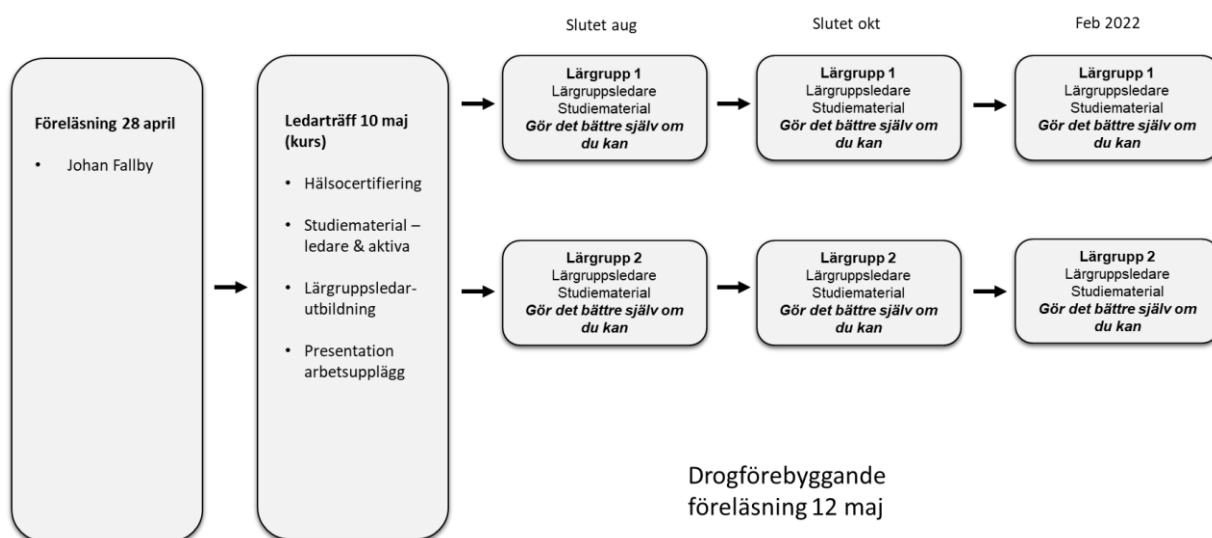 Slutet aug
Slutet okt
Feb 2022
Föreläsning 28 april
• Johan Fallby
Ledarträff 10 maj
(kurs)
• Hälsocertifiering
• Studiematerial –
ledare & aktiva
• Lärgruppsledar-
utbildning
• Presentation
arbetsupplägg
Lärgrupp 1
Lärgruppsledare
Studiematerial
Gör det bättre själv om
du kan
Lärgrupp 1
Lärgruppsledare
Studiematerial
Gör det bättre själv om
du kan
Lärgrupp 1
Lärgruppsledare
Studiematerial
Gör det bättre själv om
du kan
Lärgrupp 2
Lärgruppsledare
Studiematerial
Gör det bättre själv om
du kan
Lärgrupp 2
Lärgruppsledare
Studiematerial
Gör det bättre själv om
du kan
Lärgrupp 2
Lärgruppsledare
Studiematerial
Gör det bättre själv om
du kan
Drogförebyggande
föreläsning 12 maj